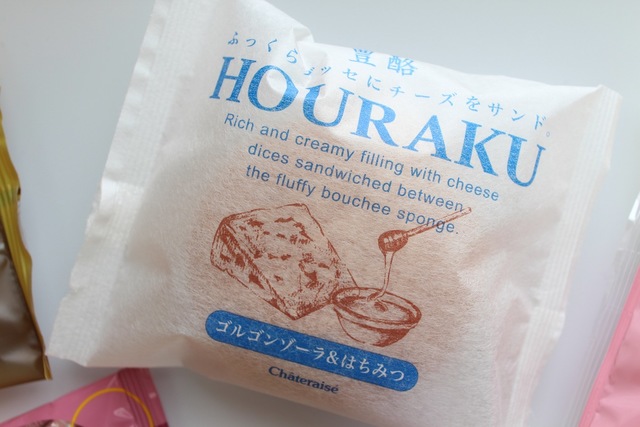 豊酪
ふっくらブッセにチーズをサンド。
HOURAKU
Rich and creamy filling with cheese
dices sandwiched between
the fluffy bouchee sponge.
ゴルゴンゾーラ&はちみつ
Châteraisé